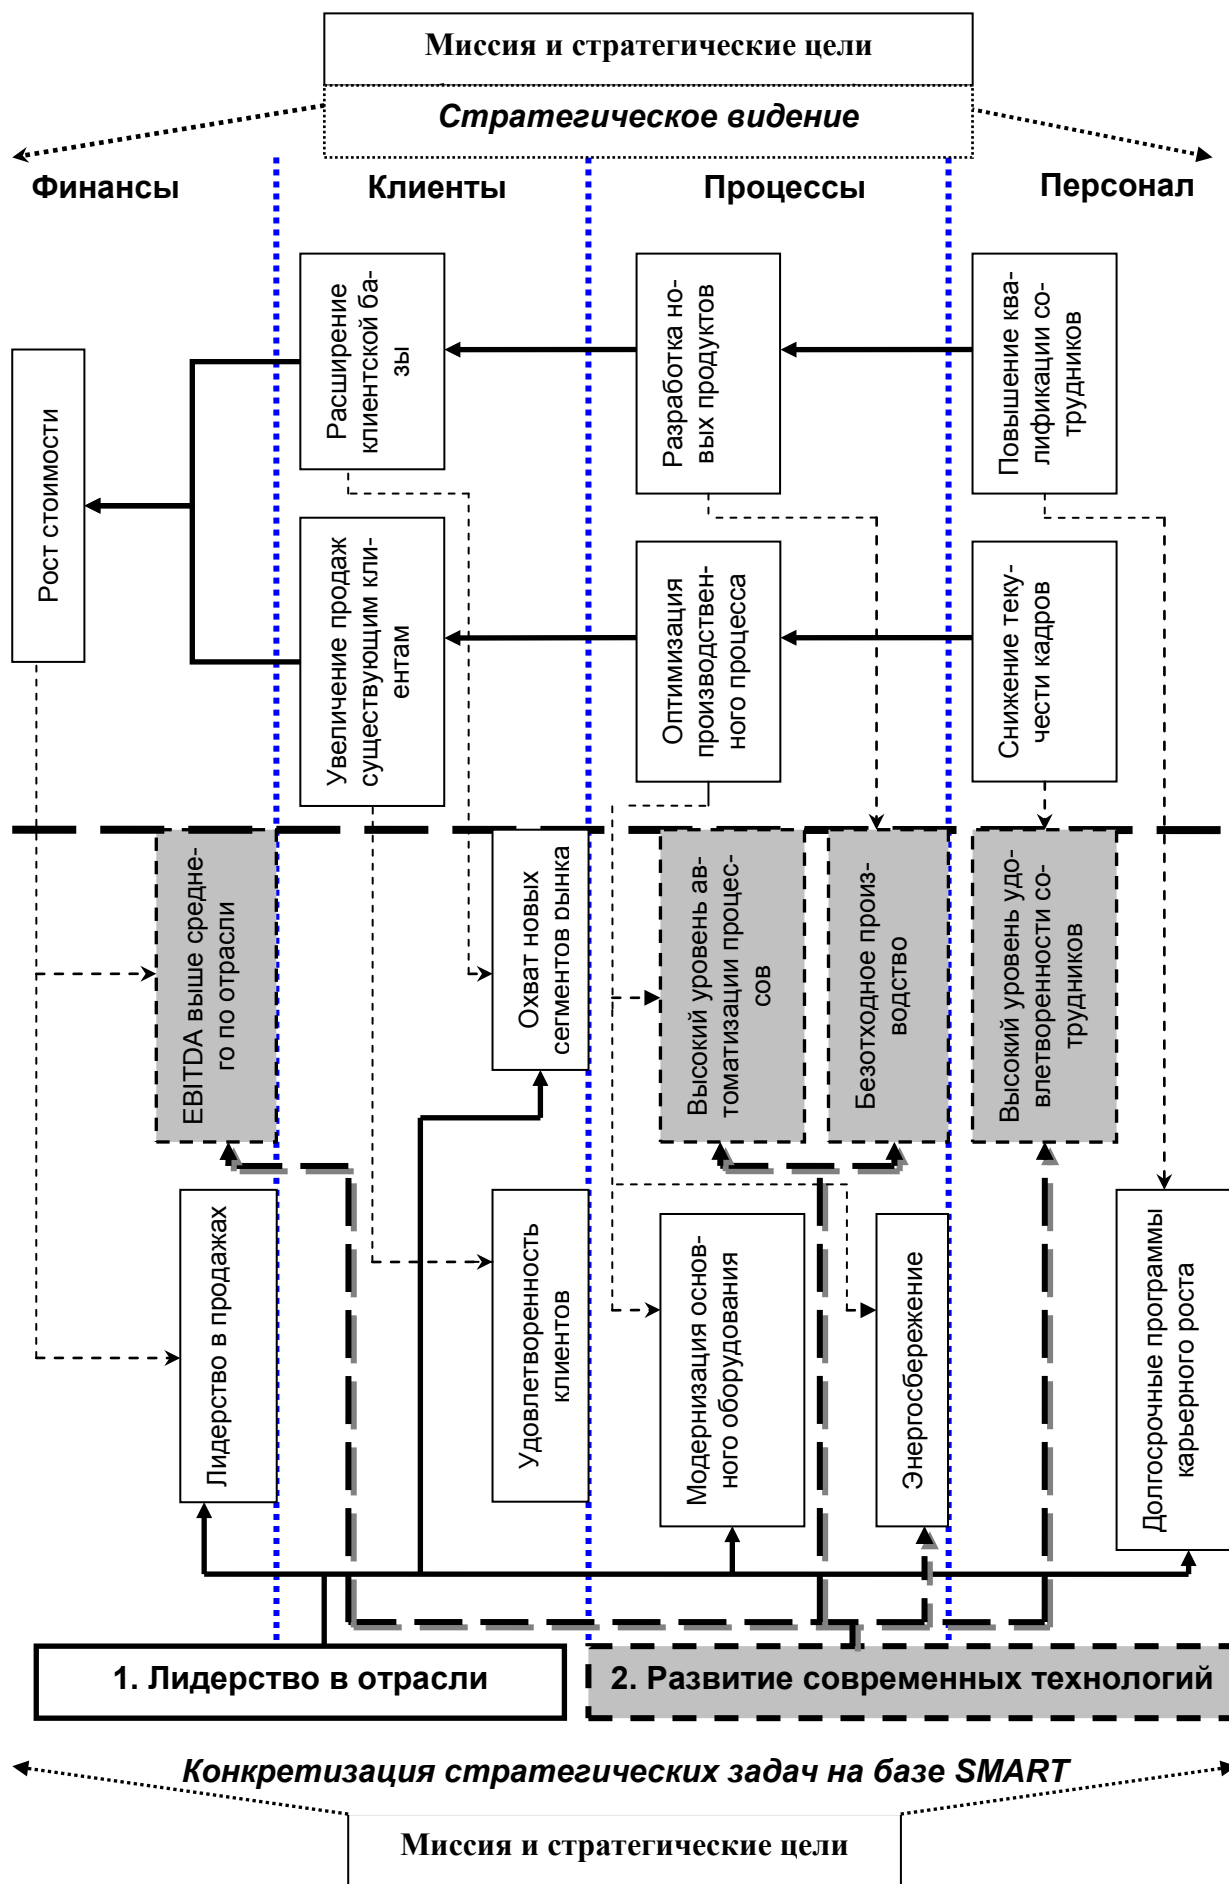 Миссия и стратегические цели
Стратегическое видение
Финансы
Клиенты
Процессы
Персонал
Рост стоимости
Расширение
клиентской ба-
зы
Увеличение продаж
существующим кли-
ентам
Разработка но-
вых продуктов
Оптимизация
производствен-
ного процесса
Повышение ква-
лификации со-
трудников
Снижение теку-
чести кадров
EBITDA выше средне-
го по отрасли
Охват новых
сегментов рынка
Высокий уровень ав-
томатизации процес-
сов
Безотходное произ-
водство
Высокий уровень удо-
влетворенности со-
трудников
Лидерство в продажах
Удовлетворенность
клиентов
Модернизация основ-
ного оборудования
Энергосбережение
Долгосрочные программы
карьерного роста
1. Лидерство в отрасли
2. Развитие современных технологий
Конкретизация стратегических задач на базе SMART
Миссия и стратегические цели